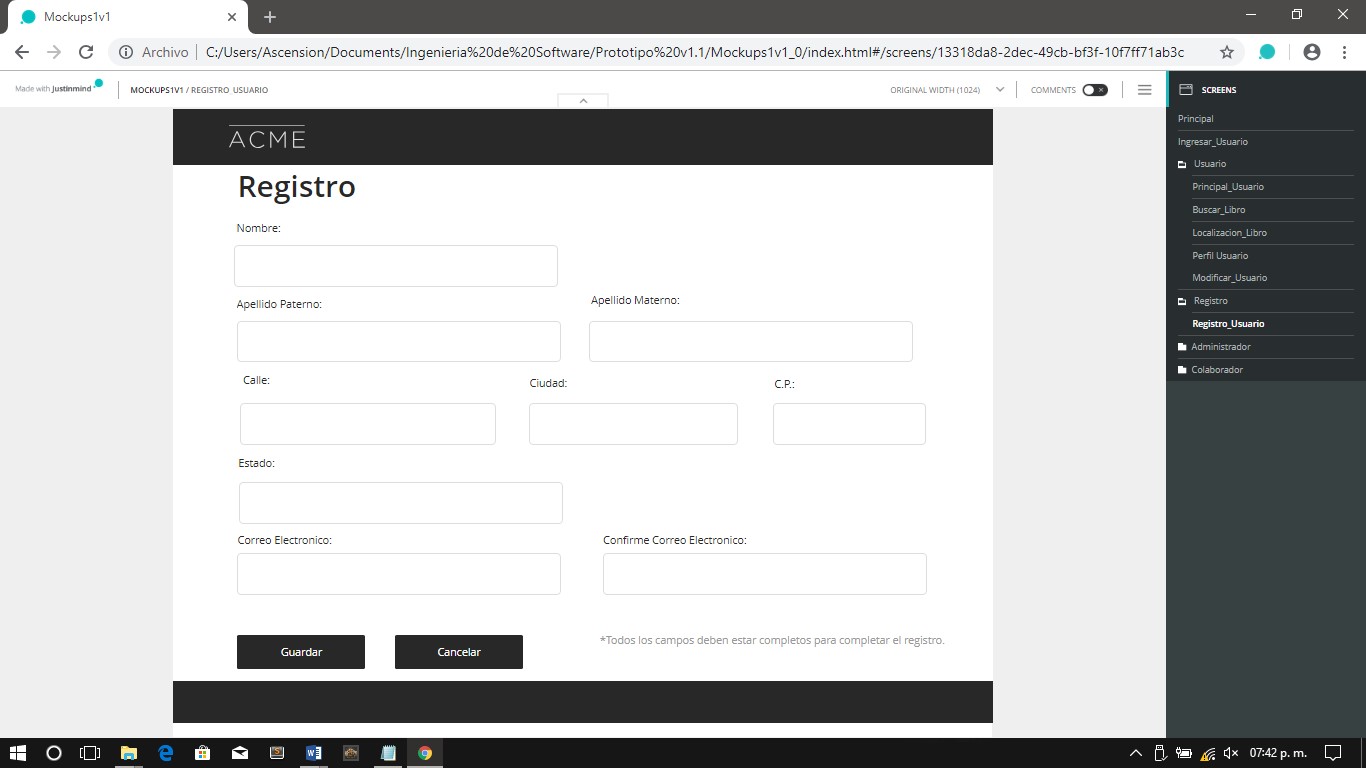 Mockups1v1
Archivo C:/Users/Ascension/Documents/Ingenieria%20de%20Software/Prototipo%20v1.1/Mockups1v1_0/index.html#/screens/13318da8-2dec-49cb-bf3f-10f7ff71ab3c
Made with Justinmind
MOCKUPS1V1 / REGISTRO USUARIO
ORIGINAL WIDTH (1024)
COMMENTS
SCREENS
Principal
Ingresar_Usuario
Usuario
Principal_Usuario
Buscar_Libro
Localizacion_Libro
Perfil Usuario
Modificar_Usuario
Registro
Registro_Usuario
Administrador
Colaborador
ACME
Registro
Nombre:
Apellido Paterno:
Apellido Materno:
Calle:
Ciudad:
C.P.:
Estado:
Correo Electronico:
Confirme Correo Electronico:
Guardar
Cancelar
*Todos los campos deben estar completos para completar el registro.
07:42 p. m.